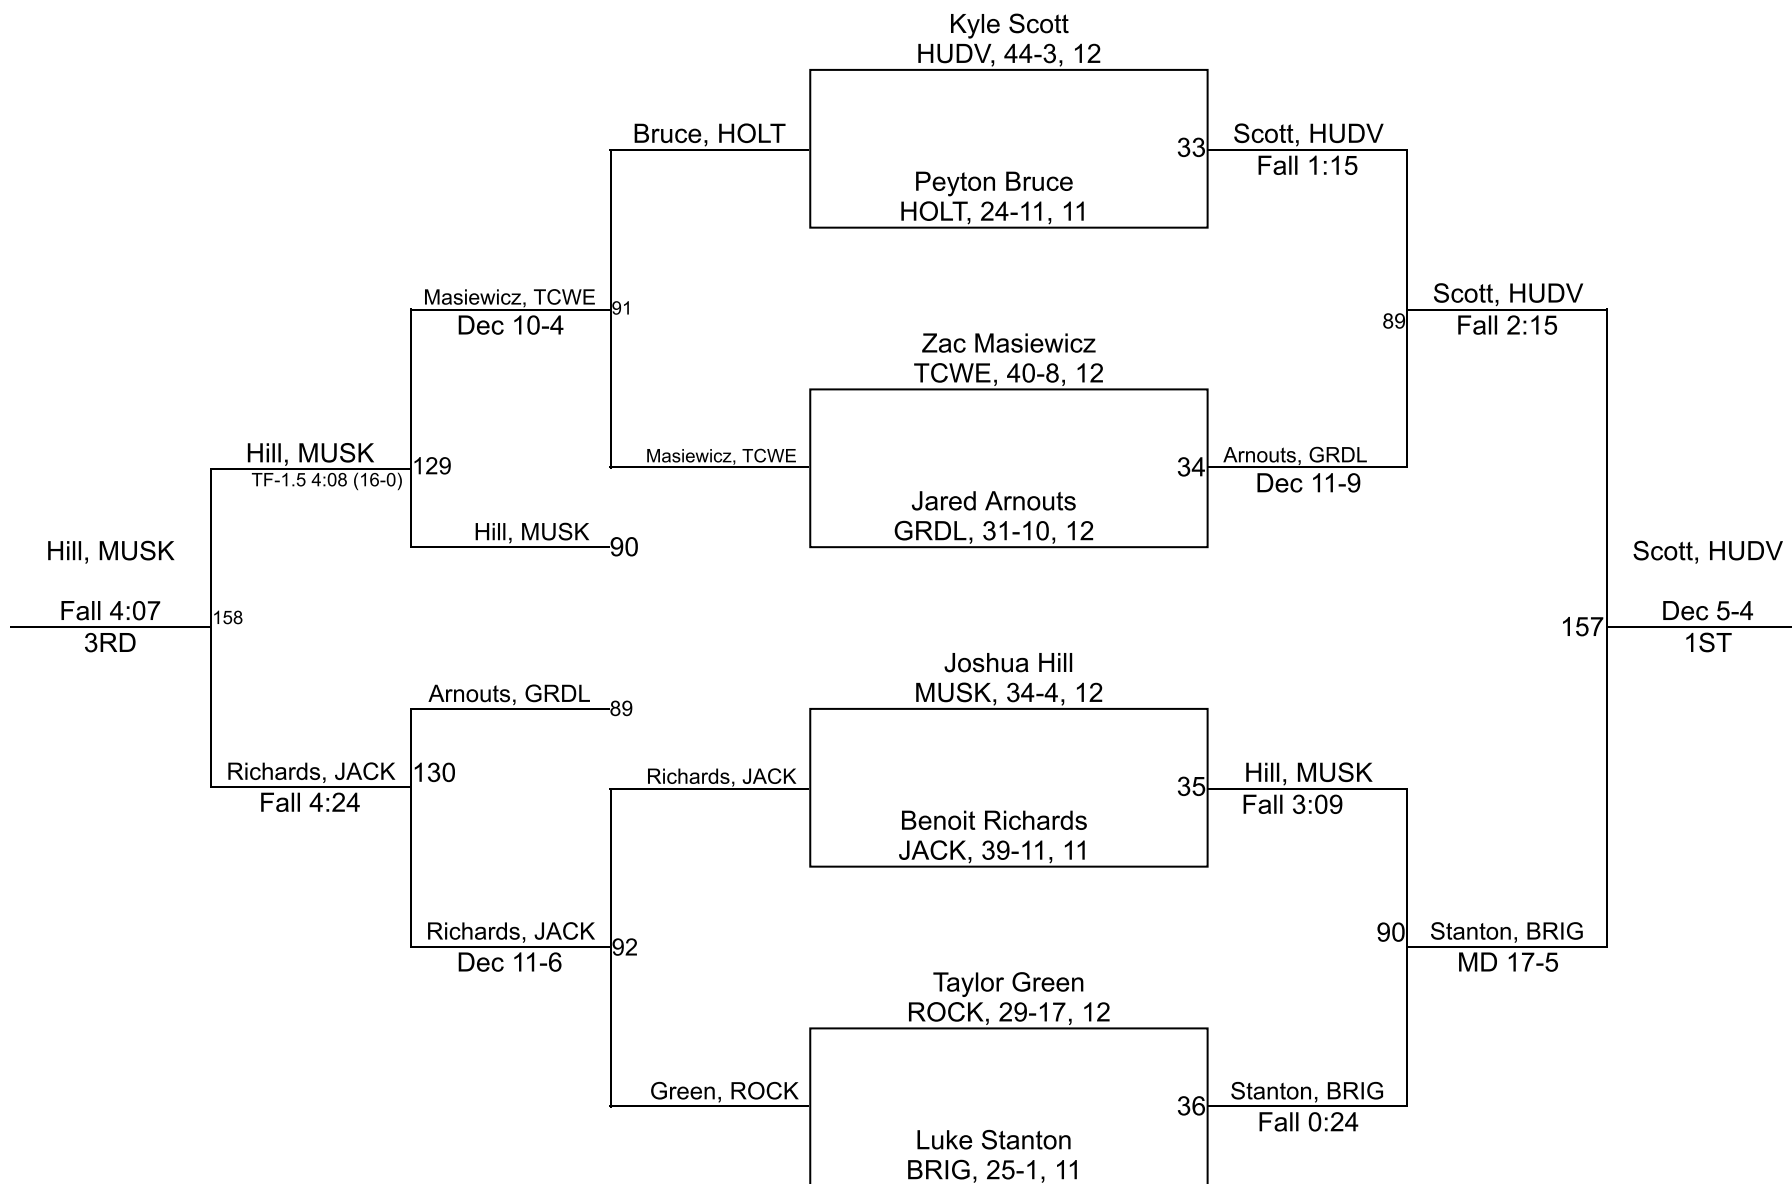 Kyle Scott
HUDV, 44-3, 12
Bruce, HOLT
33
Scott, HUDV
Fall 1:15
Peyton Bruce
HOLT, 24-11, 11
Masiewicz, TCWE
91
Dec 10-4
Scott, HUDV
89
Fall 2:15
Zac Masiewicz
TCWE, 40-8, 12
Hill, MUSK
129
TF-1.5 4:08 (16-0)
Masiewicz, TCWE
34
Arnouts, GRDL
Dec 11-9
Jared Arnouts
GRDL, 31-10, 12
Hill, MUSK
90
Hill, MUSK
Scott, HUDV
Fall 4:07
158
3RD
157
Dec 5-4
1ST
Joshua Hill
MUSK, 34-4, 12
Arnouts, GRDL
89
Richards, JACK
130
Fall 4:24
Richards, JACK
35
Hill, MUSK
Fall 3:09
Benoit Richards
JACK, 39-11, 11
Richards, JACK
92
Dec 11-6
90
Stanton, BRIG
MD 17-5
Taylor Green
ROCK, 29-17, 12
Green, ROCK
36
Stanton, BRIG
Fall 0:24
Luke Stanton
BRIG, 25-1, 11